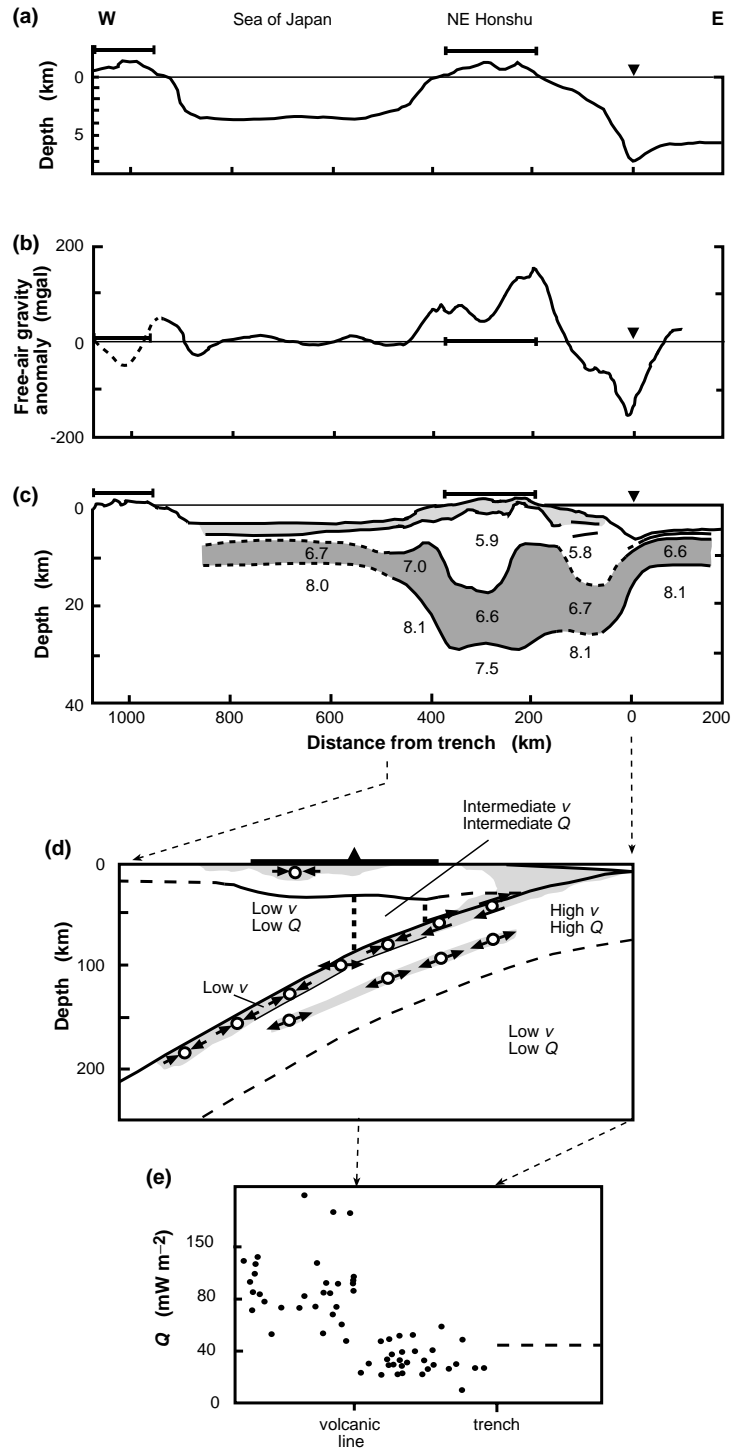 (a)
W
Sea of Japan
NE Honshu
E
Depth (km)
0
5
(b)
Free-air gravity
anomaly (mgal)
200
0
-200
(c)
Depth (km)
0
20
40
5.9
5.8
6.7
7.0
6.6
8.0
6.6
6.7
8.1
8.1
8.1
7.5
1000
800
600
400
200
0
200
Distance from trench (km)
Intermediate v
Intermediate Q
(d)
Depth (km)
0
100
200
Low v
Low Q
High v
High Q
Low v
Low v
Low Q
(e)
Q (mW m−2)
150
80
40
0
volcanic
line
trench